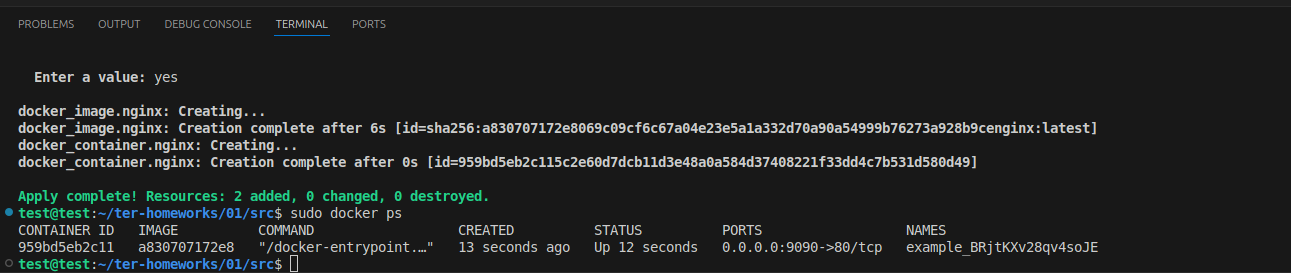 PROBLEMS OUTPUT DEBUG CONSOLE TERMINAL PORTS
Enter a value: yes
docker_image.nginx: Creating...
docker_image.nginx: Creation complete after 6s [id=sha256:a830707172e8069c09cf6c67a04e23e5a1a332d70a90a54999b76273a928b9cenginx:latest]
docker_container.nginx: Creating...
docker_container.nginx: Creation complete after 0s [id=959bd5eb2c115c2e60d7dcb11d3e48a0a584d37408221f33dd4c7b531d580d49]
Apply complete! Resources: 2 added, 0 changed, 0 destroyed.
test@test:~/ter-homeworks/01/src$ sudo docker ps
CONTAINER ID IMAGE COMMAND CREATED STATUS PORTS NAMES
959bd5eb2c11 a830707172e8 "/docker-entrypoint.…" 13 seconds ago Up 12 seconds 0.0.0.0:9090->80/tcp example_BRjtKXv28qv4soJE
test@test:~/ter-homeworks/01/src$